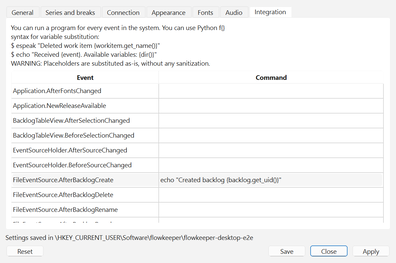 General Series and breaks Connection Appearance Fonts Audio Integration
You can run a program for every event in the system. You can use Python f{}
syntax for variable substitution:
$ espeak "Deleted work item {workitem.get_name()}"
$ echo "Received {event}. Available variables: {dir()}"
WARNING: Placeholders are substituted as-is, without any sanitization.
Event Command
Application.AfterFontsChanged
Application.NewReleaseAvailable
BacklogTableView.AfterSelectionChanged
BacklogTableView.BeforeSelectionChanged
EventSourceHolder.AfterSourceChanged
EventSourceHolder.BeforeSourceChanged
FileEventSource.AfterBacklogCreate echo "Created backlog {backlog.get_uid()}"
FileEventSource.AfterBacklogDelete
FileEventSource.AfterBacklogRename
Settings saved in \HKEY_CURRENT_USER\Software\flowkeeper\flowkeeper-desktop-e2e
Reset Save Close Apply